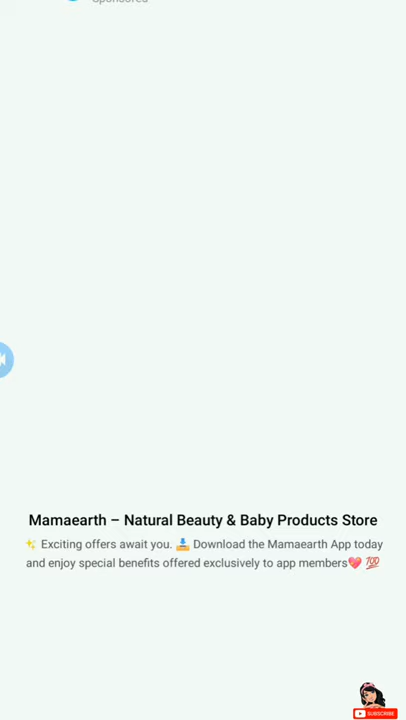 Sponsored
Mamaearth – Natural Beauty & Baby Products Store
✨ Exciting offers await you. 📥 Download the Mamaearth App today
and enjoy special benefits offered exclusively to app members💖 💯
SUBSCRIBE